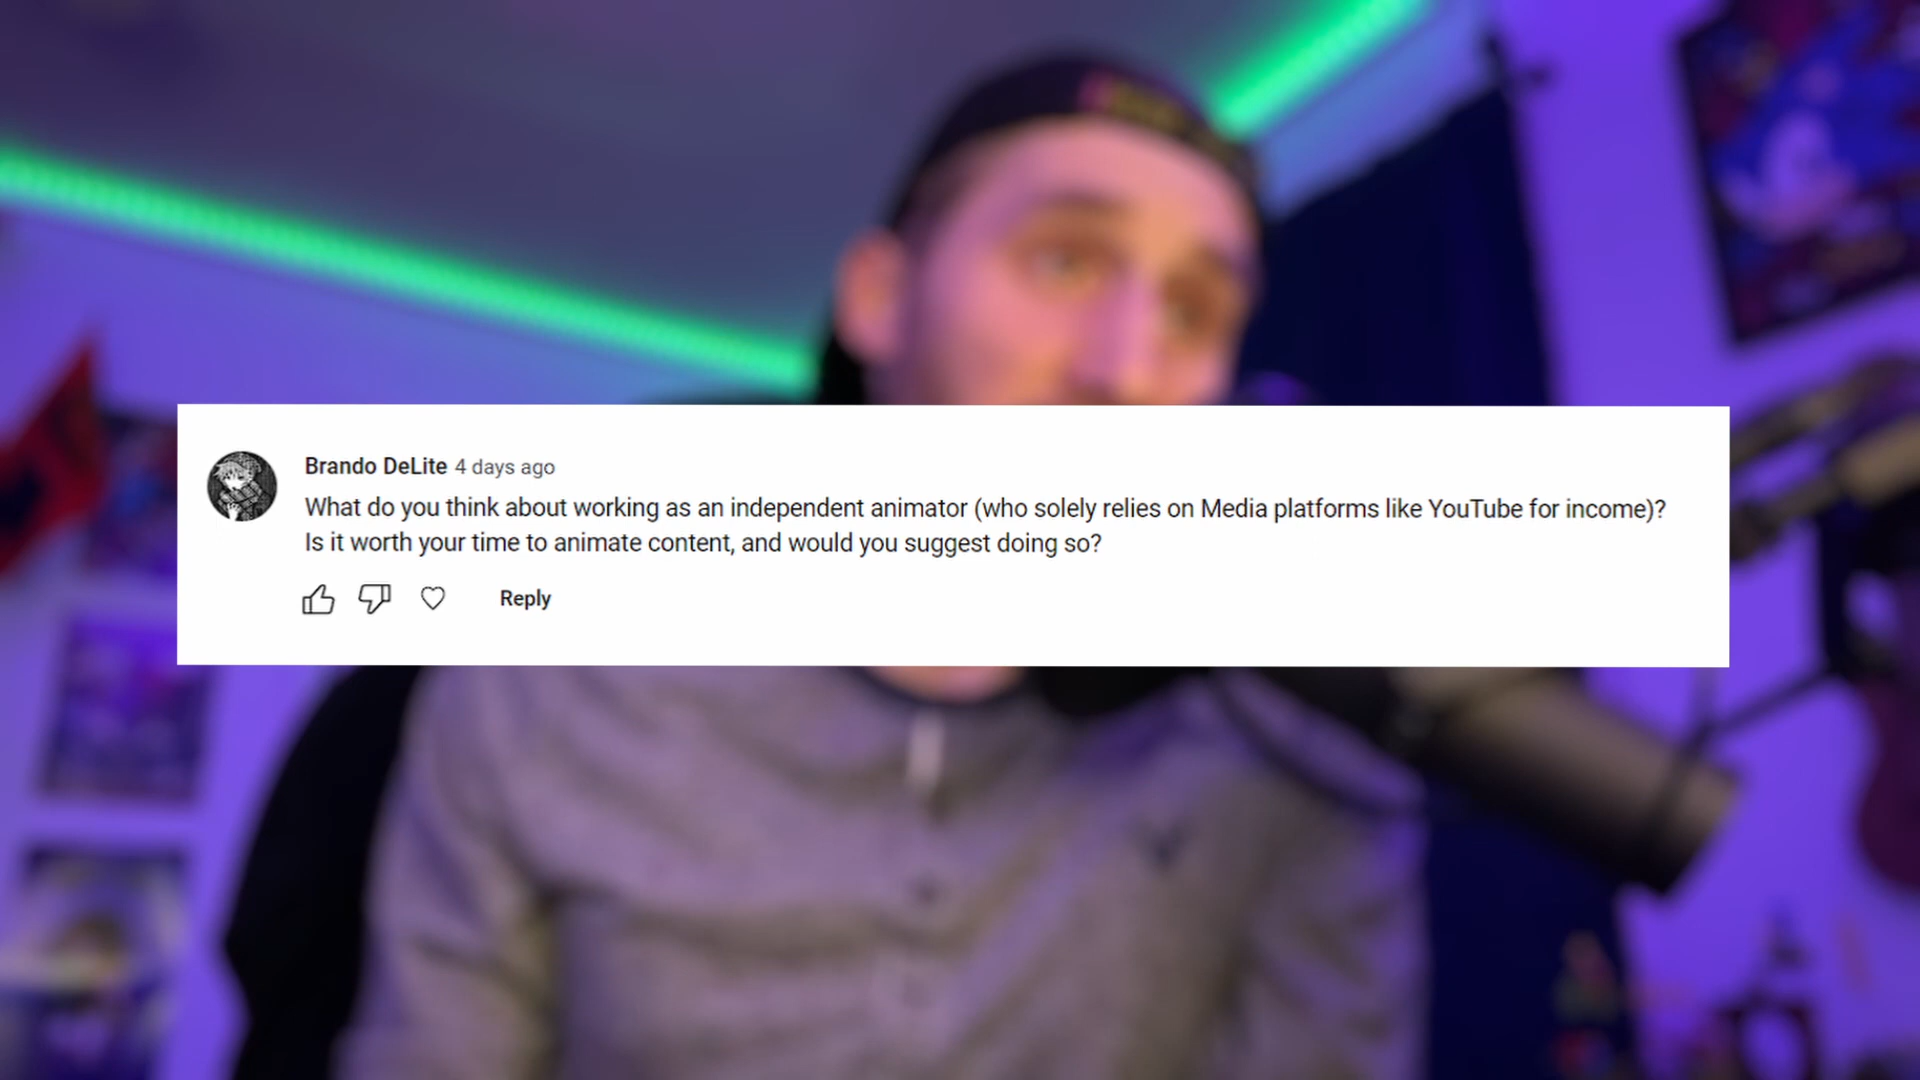 Brando DeLite 4 days ago
What do you think about working as an independent animator (who solely relies on Media platforms like YouTube for income)?
Is it worth your time to animate content, and would you suggest doing so?
Reply